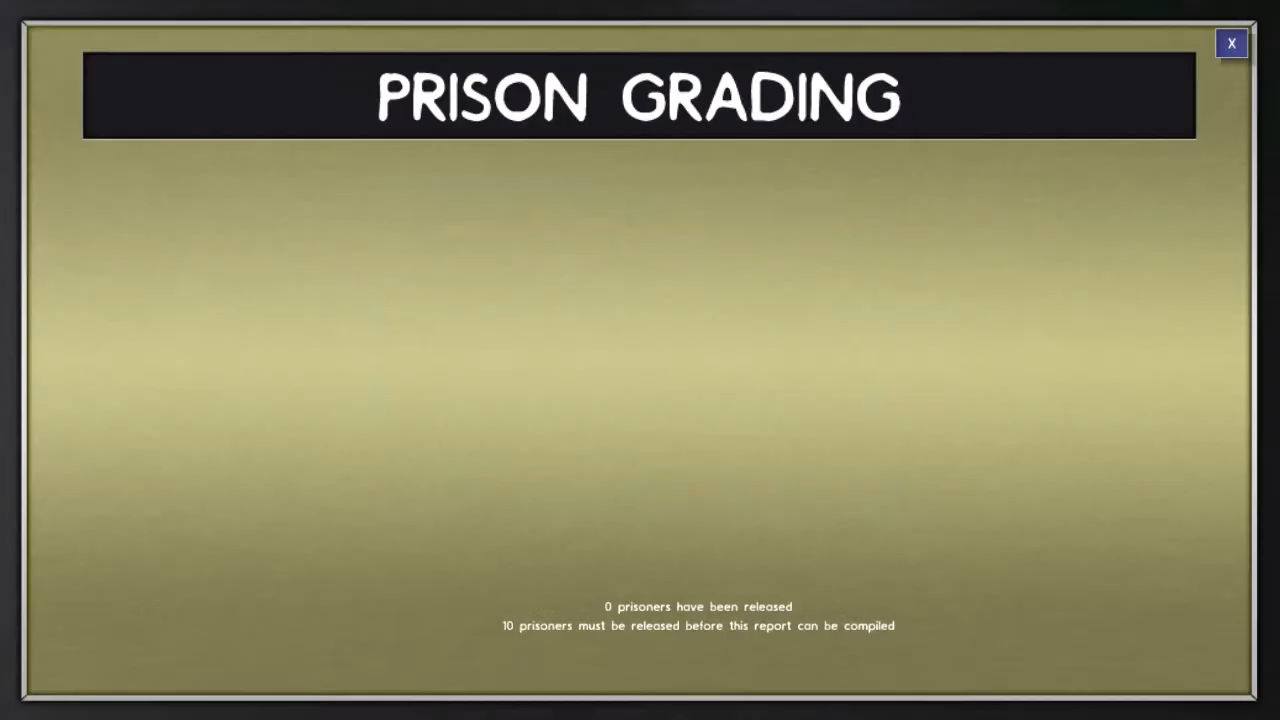 X
PRISON GRADING
0 prisoners have been released
10 prisoners must be released before this report can be compiled